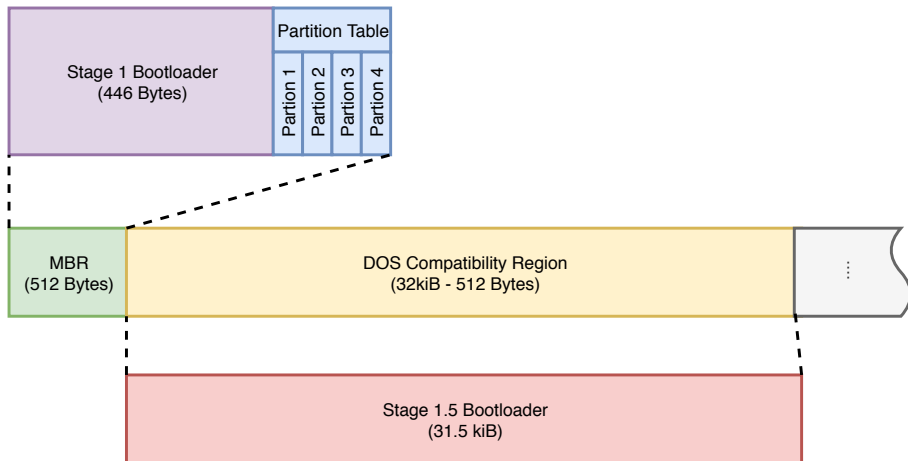 Stage 1 Bootloader
(446 Bytes)
Partition Table
Partion 1
Partion 2
Partion 3
Partion 4
MBR
(512 Bytes)
DOS Compatibility Region
(32kiB - 512 Bytes)
....
Stage 1.5 Bootloader
(31.5 kiB)